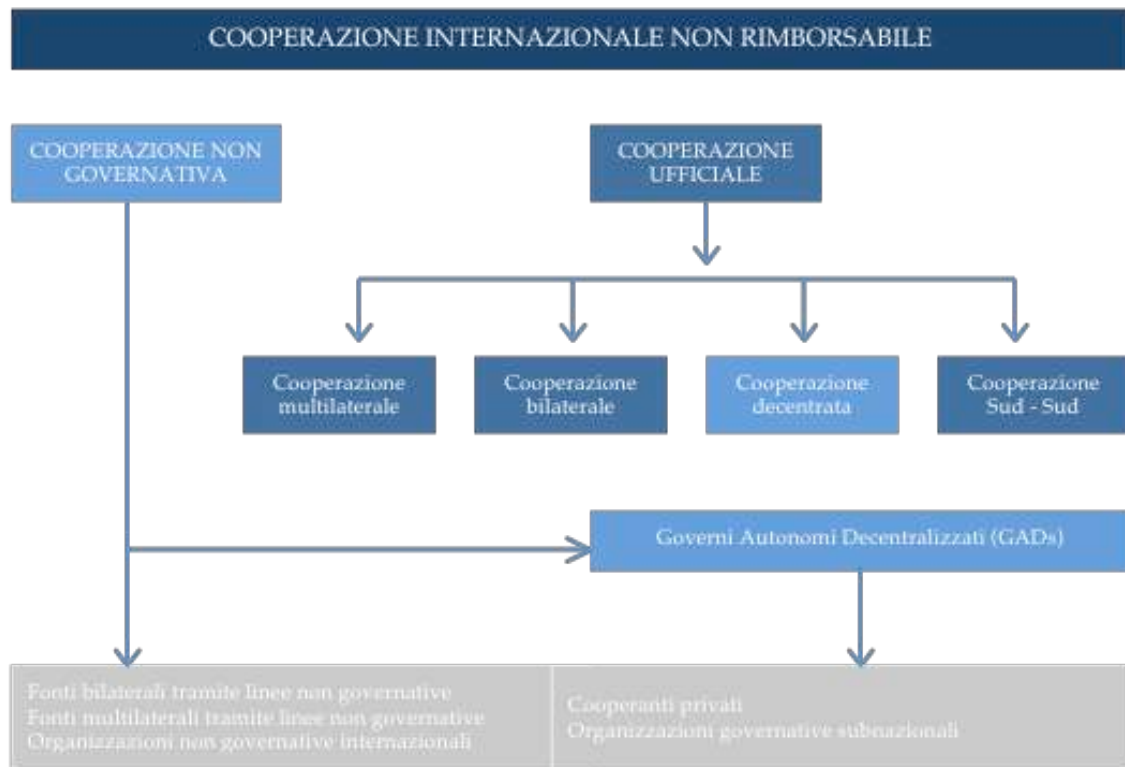 COOPERAZIONE INTERNAZIONALE NON RIMBORSABILE
COOPERAZIONE NON
GOVERNATIVA
COOPERAZIONE
UFFICIALE
Cooperazione
multilaterale
Cooperazione
bilaterale
Cooperazione
decentrata
Cooperazione
Sud - Sud
Governi Autonomi Decentralizzati (GADs)
Fonti bilaterali tramite linee non governative
Fonti multilaterali tramite linee non governative
Organizzazioni non governative internazionali
Cooperanti privati
Organizzazioni governative subnazionali